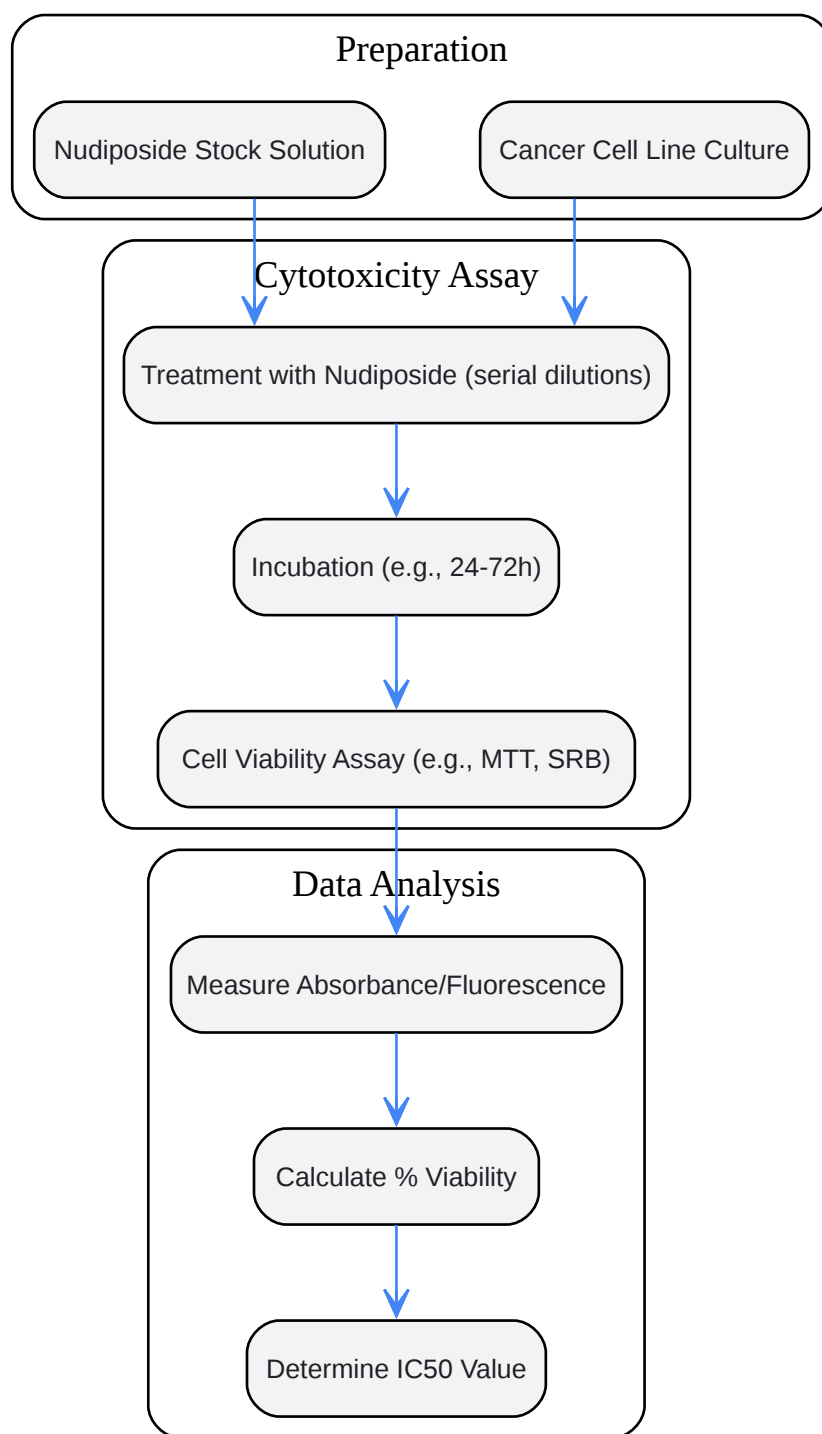 Preparation
Nudiposide Stock Solution
Cancer Cell Line Culture
Cytotoxicity Assay
Treatment with Nudiposide (serial dilutions)
Incubation (e.g., 24-72h)
Cell Viability Assay (e.g., MTT, SRB)
Data Analysis
Measure Absorbance/Fluorescence
Calculate % Viability
Determine IC50 Value